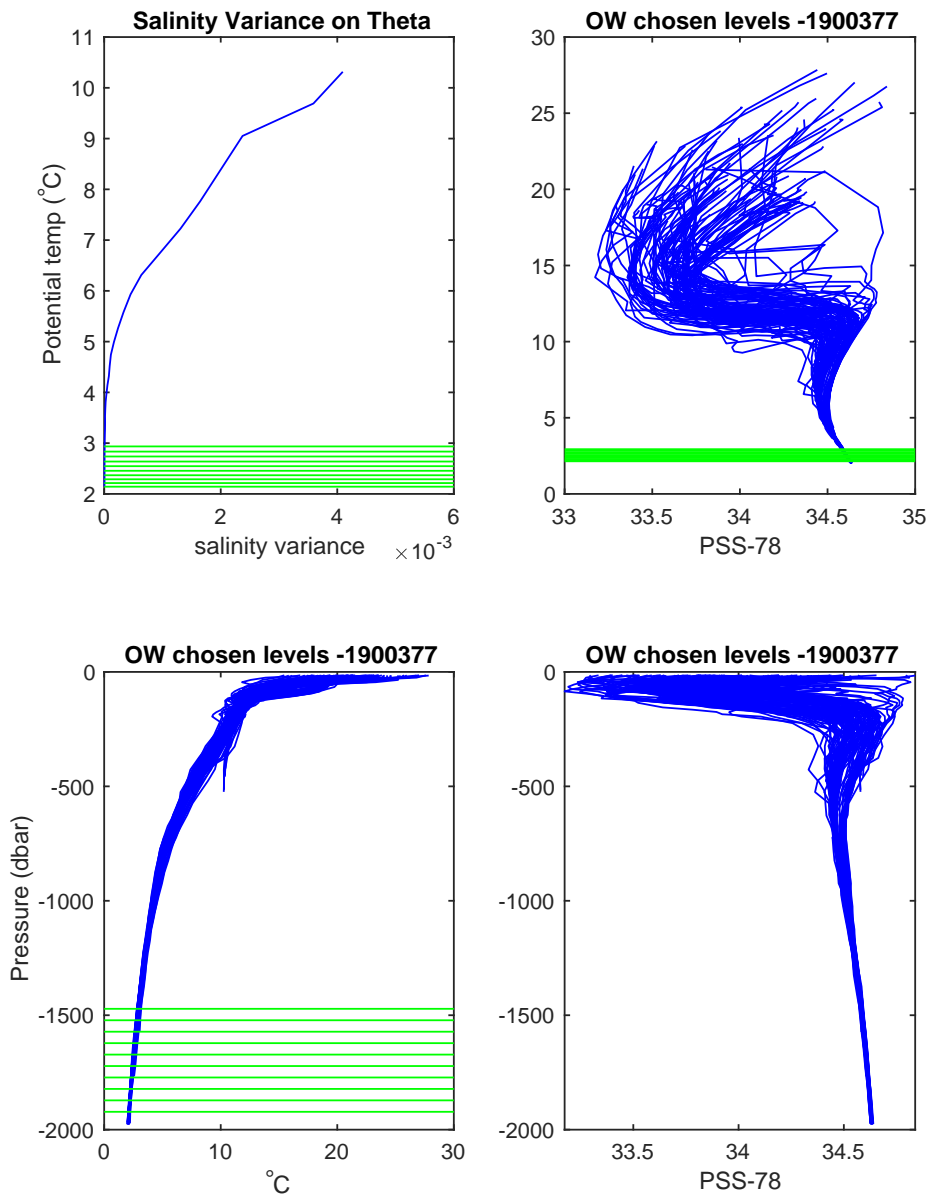 Salinity Variance on Theta
11
10
9
8
7
6
5
4
3
2
Potential temp (°C)
0 2 4 6
salinity variance ×10-3
OW chosen levels -1900377
30
25
20
15
10
5
0
33 33.5 34 34.5 35
PSS-78
OW chosen levels -1900377
0
-500
-1000
-1500
-2000
Pressure (dbar)
0 10 20 30
°C
OW chosen levels -1900377
0
-500
-1000
-1500
-2000
33.5 34 34.5
PSS-78